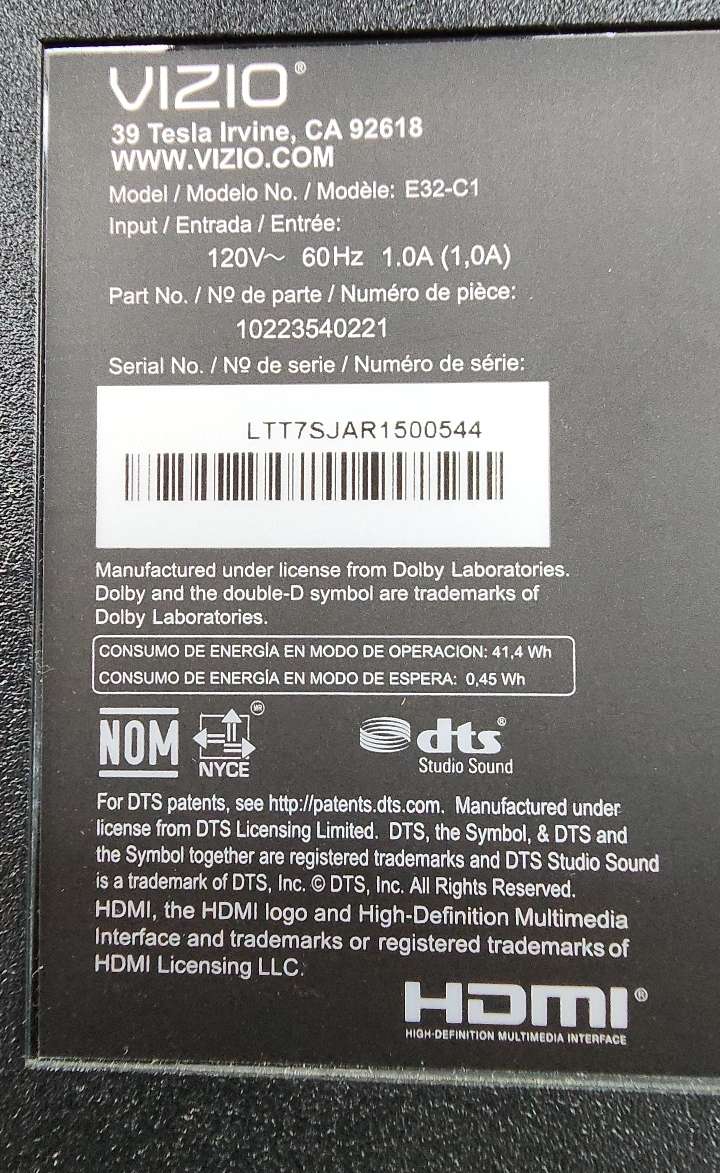 VIZIO®
39 Tesla Irvine, CA 92618
WWW.VIZIO.COM
Model / Modelo No. / Modèle: E32-C1
Input / Entrada / Entrée:
120V~ 60Hz 1.0A (1,0A)
Part No. / Nº de parte / Numéro de pièce:
10223540221
Serial No. / Nº de serie / Numéro de série:
LTT7SJAR1500544
Manufactured under license from Dolby Laboratories.
Dolby and the double-D symbol are trademarks of
Dolby Laboratories.
CONSUMO DE ENERGÍA EN MODO DE OPERACION: 41,4 Wh
CONSUMO DE ENERGÍA EN MODO DE ESPERA: 0,45 Wh
NOM
MR
NYCE
dts®
Studio Sound
For DTS patents, see http://patents.dts.com. Manufactured under
license from DTS Licensing Limited. DTS, the Symbol, & DTS and
the Symbol together are registered trademarks and DTS Studio Sound
is a trademark of DTS, Inc. © DTS, Inc. All Rights Reserved.
HDMI, the HDMI logo and High-Definition Multimedia
Interface and trademarks or registered trademarks of
HDMI Licensing LLC.
HDMI®
HIGH-DEFINITION MULTIMEDIA INTERFACE